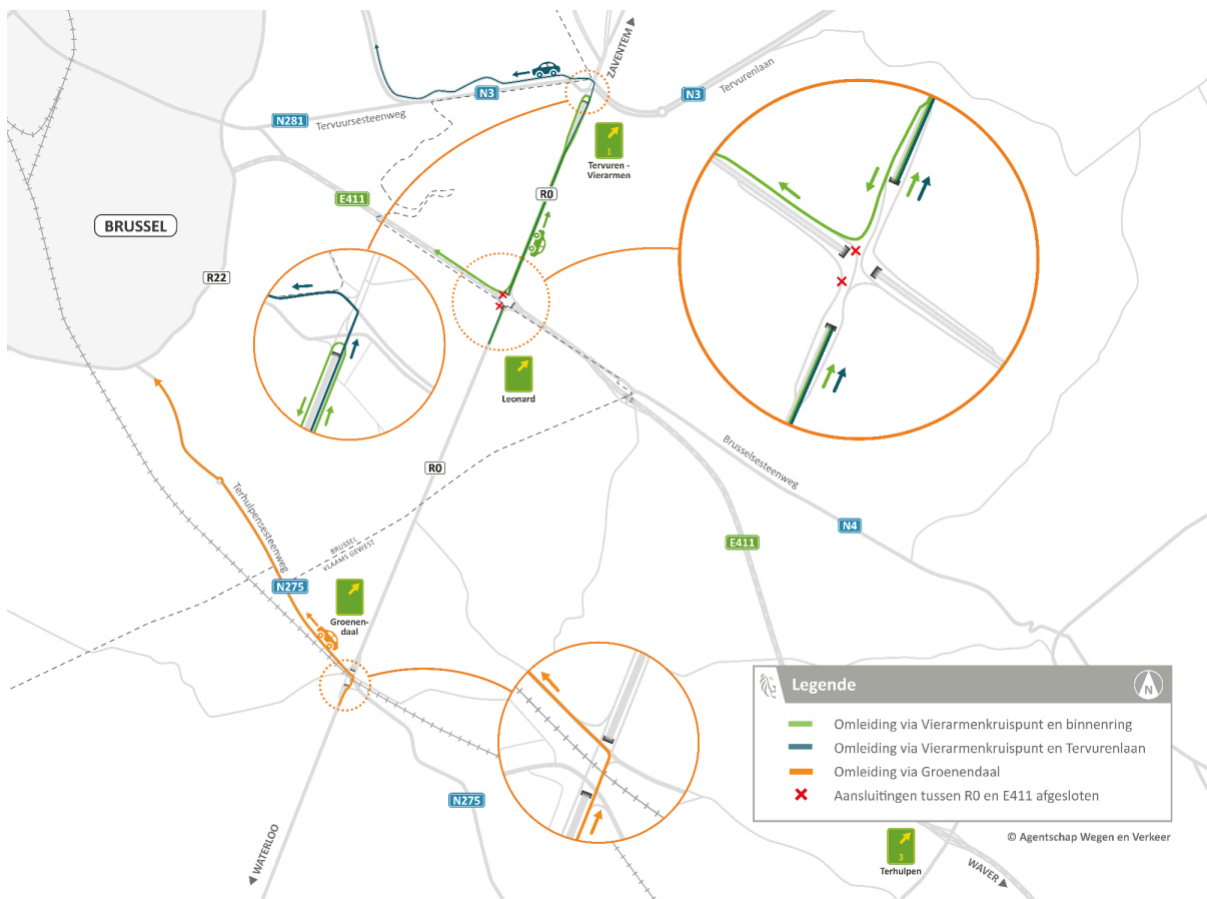 ZAVENTEM
N3
N3
Tervurenlaan
N281
Tervuursesteenweg
1
Tervuren -
Vierarmen
E411
R0
BRUSSEL
R22
Leonard
R0
Brusselsesteenweg
Terhulpensesteenweg
N4
E411
BRUSSEL
VLAAMS GEWEST
N275
Groenen-
daal
Legende
N
Omleiding via Vierarmenkruispunt en binnenring
Omleiding via Vierarmenkruispunt en Tervurenlaan
Omleiding via Groenendaal
Aansluitingen tussen R0 en E411 afgesloten
N275
© Agentschap Wegen en Verkeer
WATERLOO
3
Terhulpen
WAVER